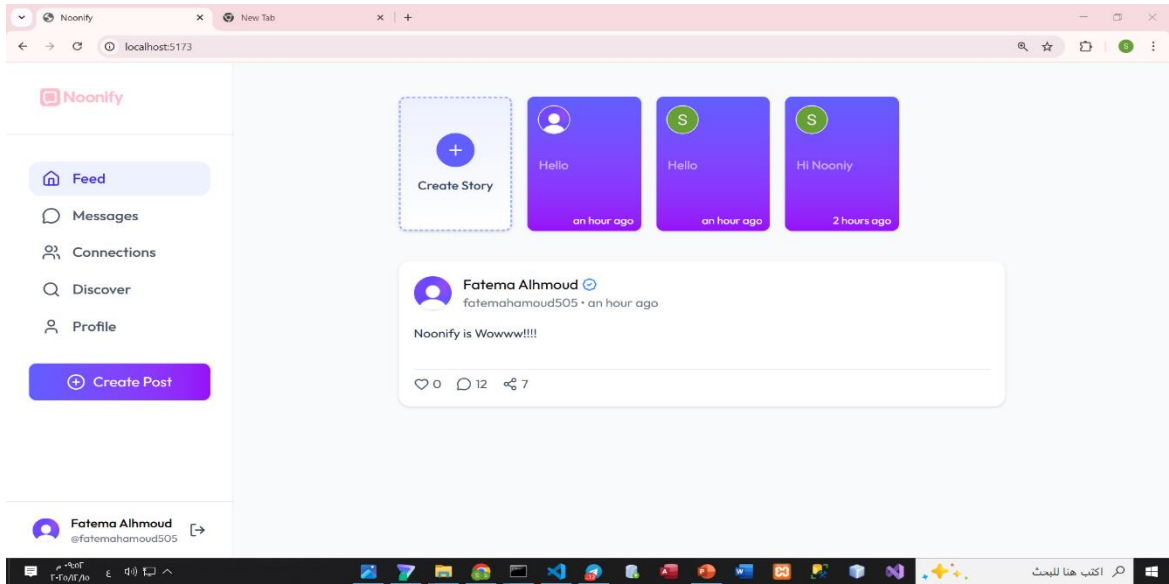 Noonify
New Tab
localhost:5173
S
Noonify
Feed
Messages
Connections
Discover
Profile
Create Post
Create Story
Hello
an hour ago
S
Hello
an hour ago
S
Hi Nooniy
2 hours ago
Fatema Alhmoud
fatemahamoud505 • an hour ago
Noonify is Wowww!!!!
0 12 7
Fatema Alhmoud
@fatemahamoud505
ع
اكتب هنا للبحث